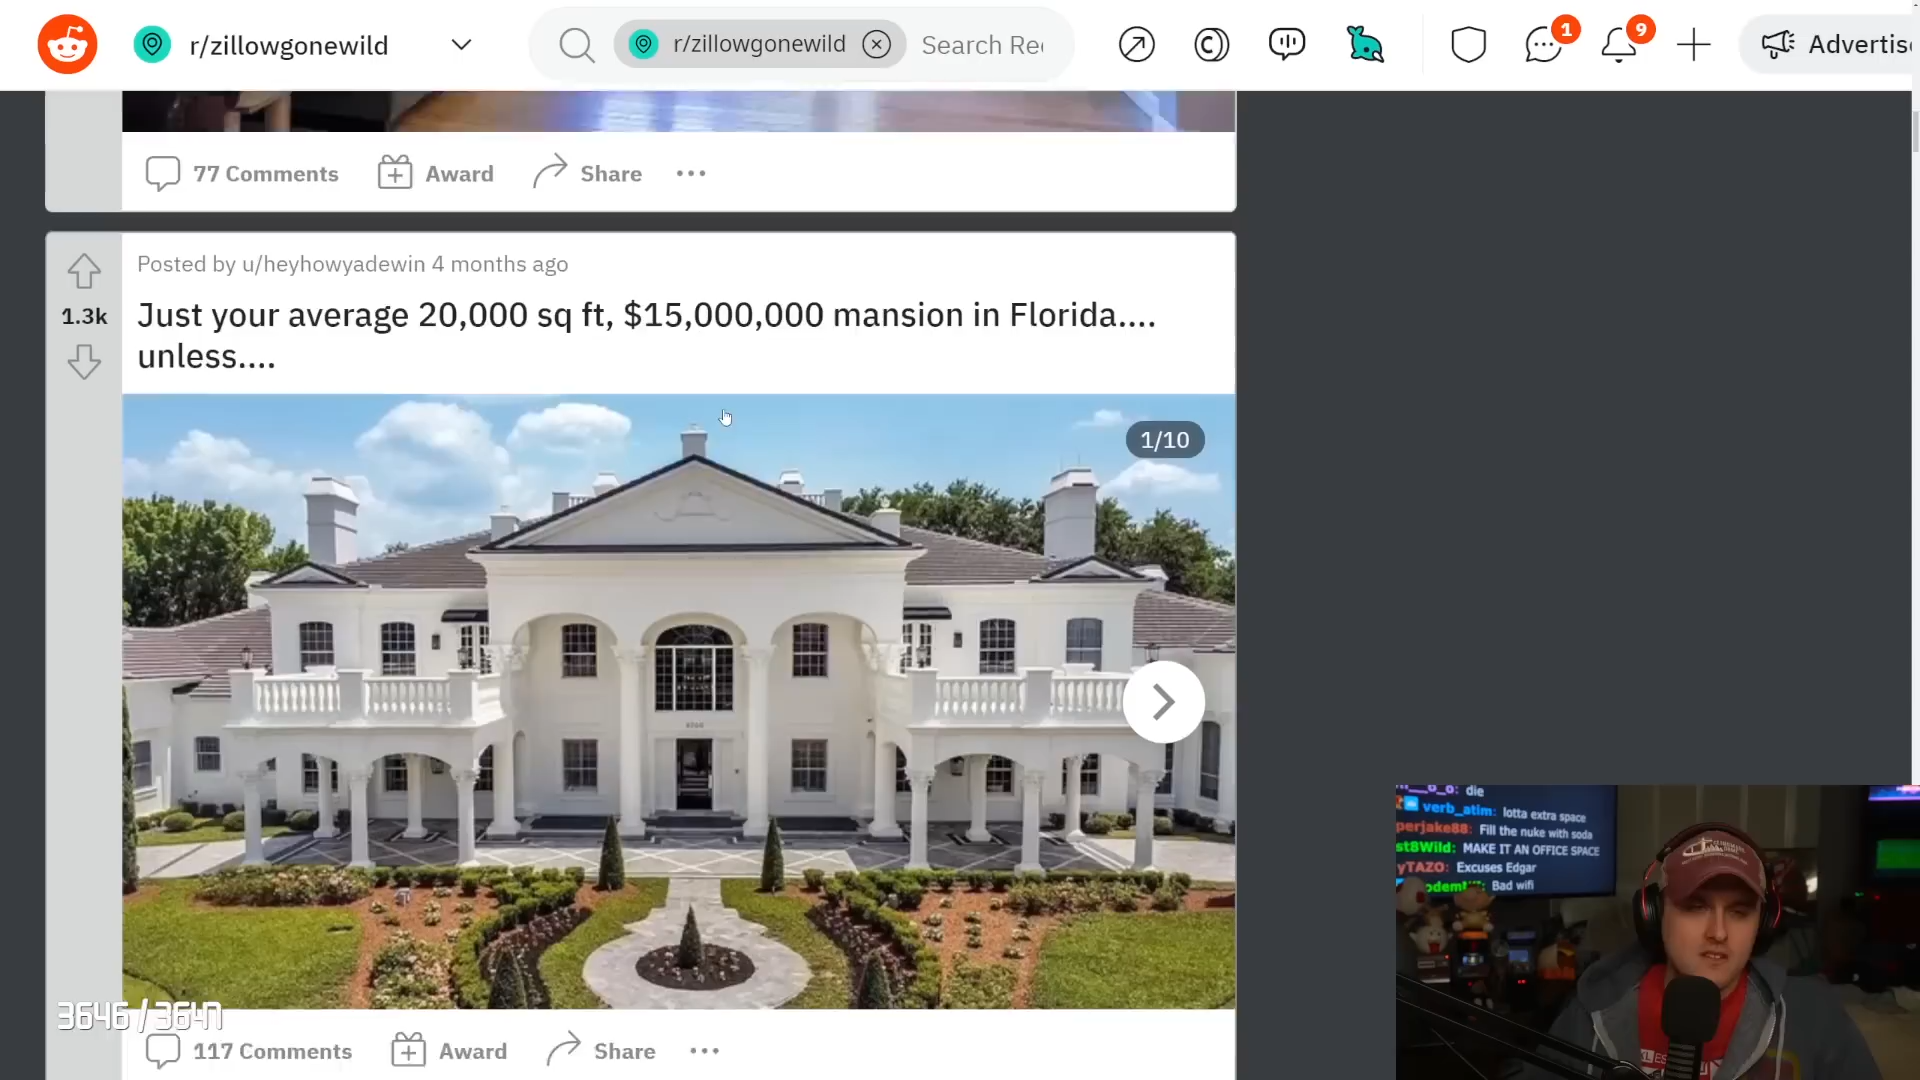 r/zillowgonewild
r/zillowgonewild
Search Re
1
9
Advertis
77 Comments
Award
Share
Posted by u/heyhowyadewin 4 months ago
1.3k
Just your average 20,000 sq ft, $15,000,000 mansion in Florida....
unless....
1/10
3646 / 3647
117 Comments
Award
Share
die
verb_atim: lotta extra space
perjake88: Fill the nuke with soda
st8Wild: MAKE IT AN OFFICE SPACE
yTAZO: Excuses Edgar
Bad wifi